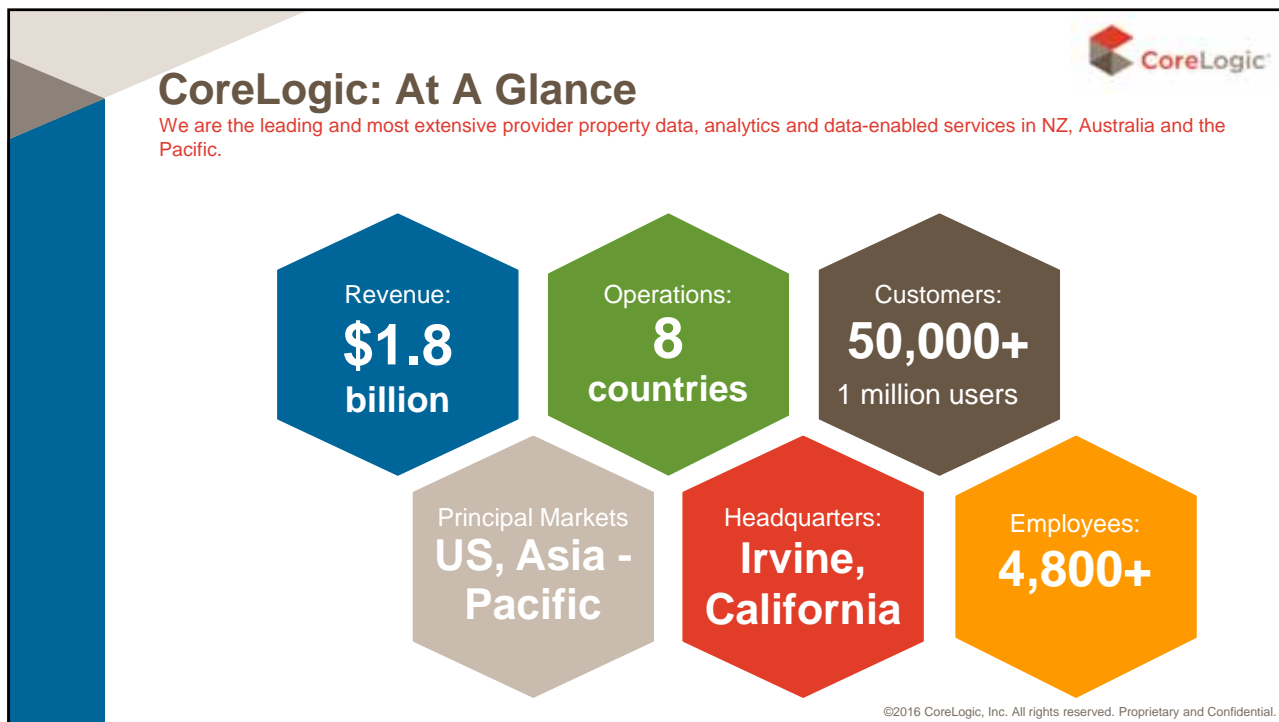 CoreLogic
CoreLogic: At A Glance
We are the leading and most extensive provider property data, analytics and data-enabled services in NZ, Australia and the
Pacific.
Revenue:
$1.8
billion
Operations:
8
countries
Customers:
50,000+
1 million users
Principal Markets
US, Asia -
Pacific
Headquarters:
Irvine,
California
Employees:
4,800+
©2016 CoreLogic, Inc. All rights reserved. Proprietary and Confidential.